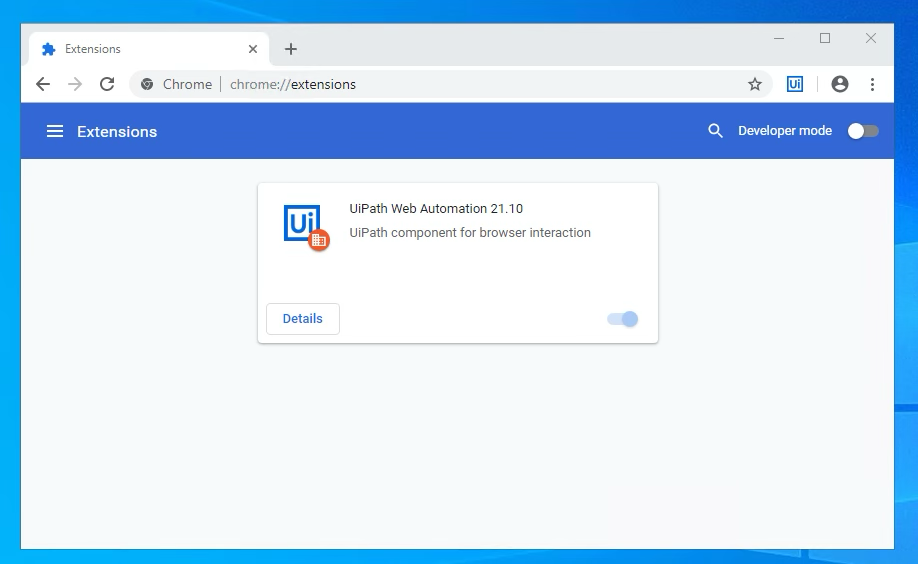 Extensions
Chrome | chrome://extensions
Ui
Extensions
Developer mode
Ui
UiPath Web Automation 21.10
UiPath component for browser interaction
Details